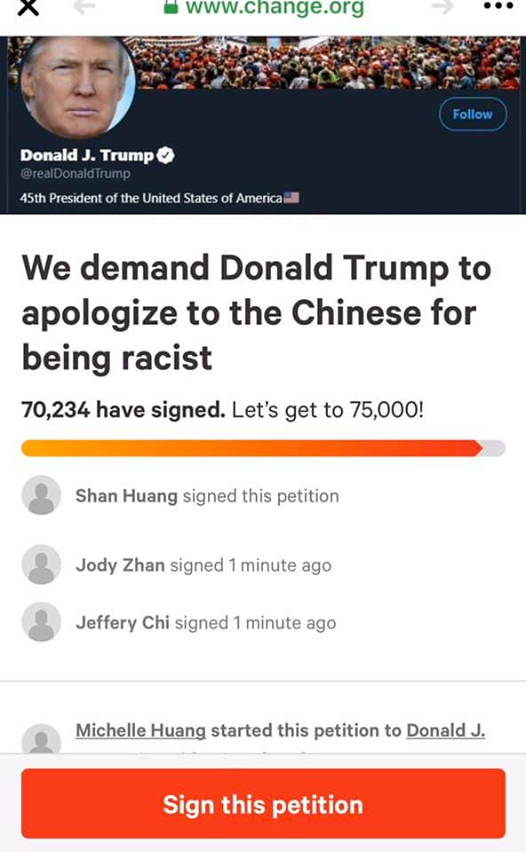 www.change.org
Follow
Donald J. Trump
@realDonaldTrump
45th President of the United States of America🇺🇸
We demand Donald Trump to
apologize to the Chinese for
being racist
70,234 have signed. Let's get to 75,000!
Shan Huang signed this petition
Jody Zhan signed 1 minute ago
Jeffery Chi signed 1 minute ago
Michelle Huang started this petition to Donald J.
Sign this petition